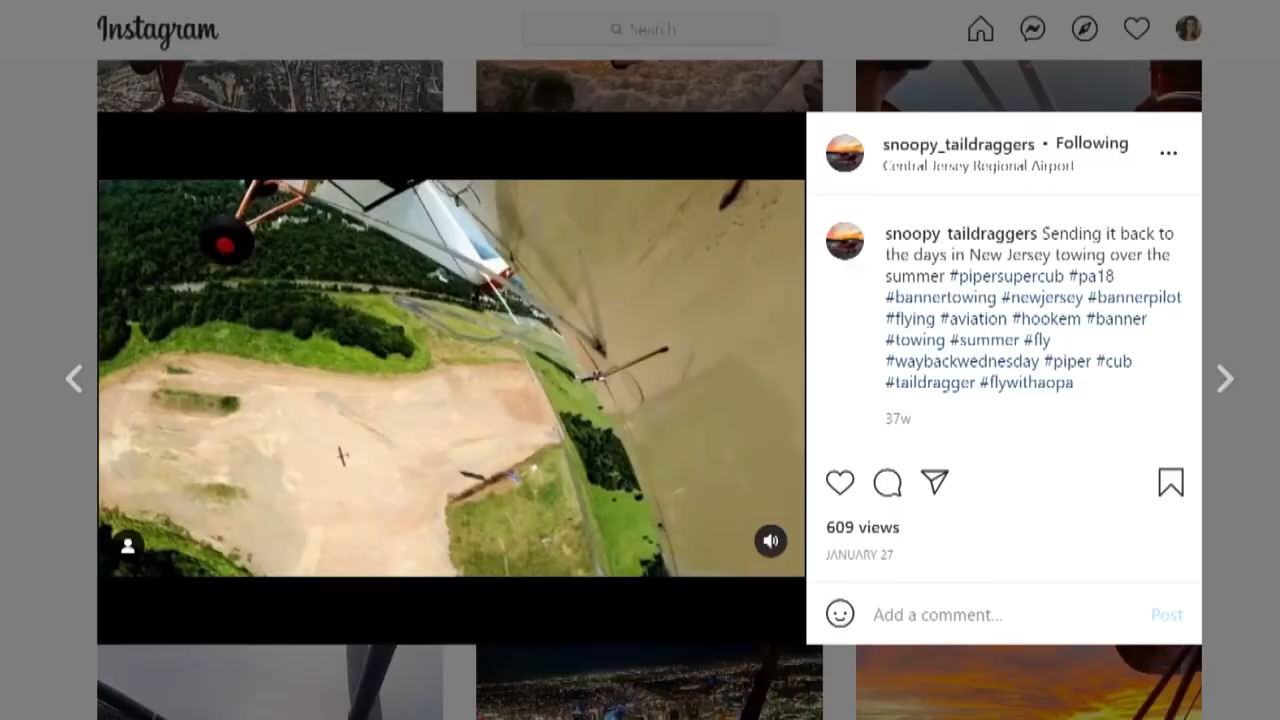 Instagram
Search
snoopy_taildraggers • Following
Central Jersey Regional Airport
...
snoopy_taildraggers Sending it back to
the days in New Jersey towing over the
summer #pipersupercub #pa18
#bannertowing #newjersey #bannerpilot
#flying #aviation #hookem #banner
#towing #summer #fly
#waybackwednesday #piper #cub
#taildragger #flywithaopa
37w
609 views
JANUARY 27
Add a comment...
Post